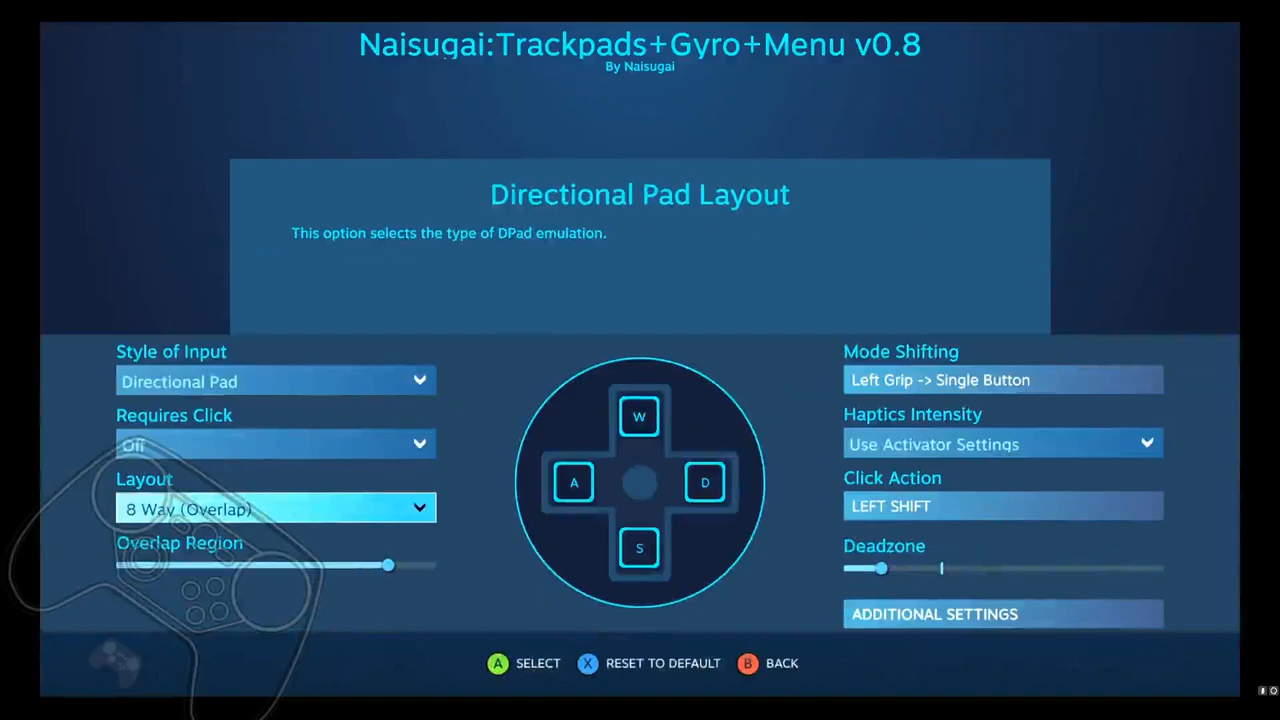 Naisugai:Trackpads+Gyro+Menu v0.8
By Naisugai
Directional Pad Layout
This option selects the type of DPad emulation.
Style of Input
Directional Pad
Requires Click
Off
Layout
8 Way (Overlap)
Overlap Region
W
A
D
S
Mode Shifting
Left Grip -> Single Button
Haptics Intensity
Use Activator Settings
Click Action
LEFT SHIFT
Deadzone
ADDITIONAL SETTINGS
A SELECT X RESET TO DEFAULT B BACK